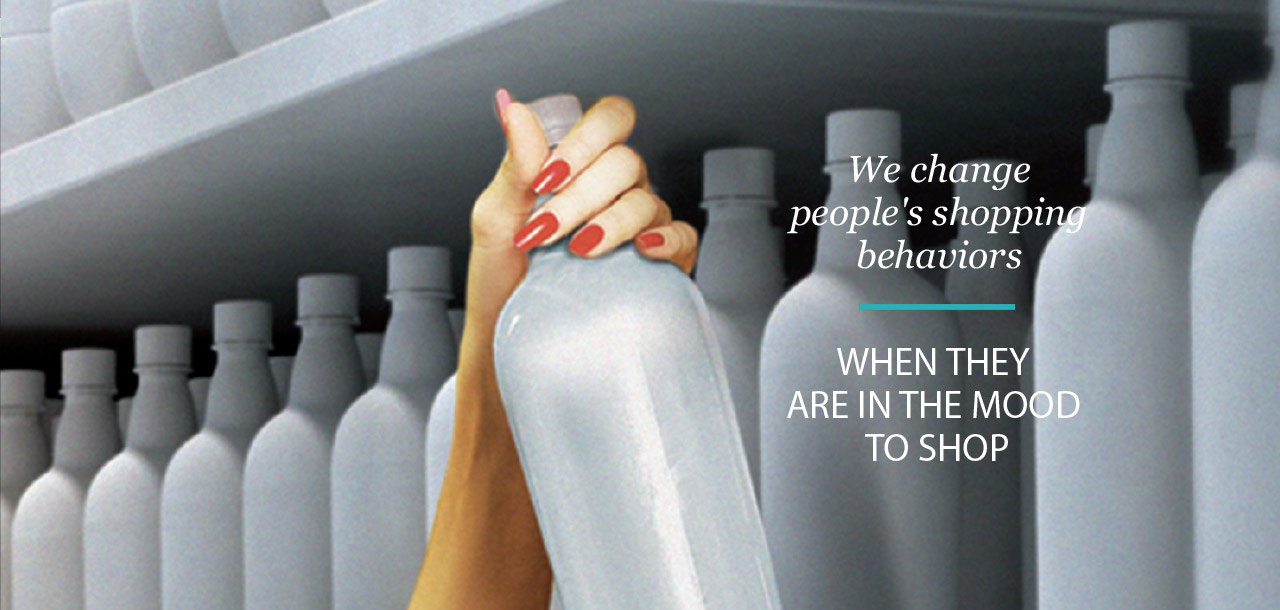 We change
people's shopping
behaviors
WHEN THEY
ARE IN THE MOOD
TO SHOP